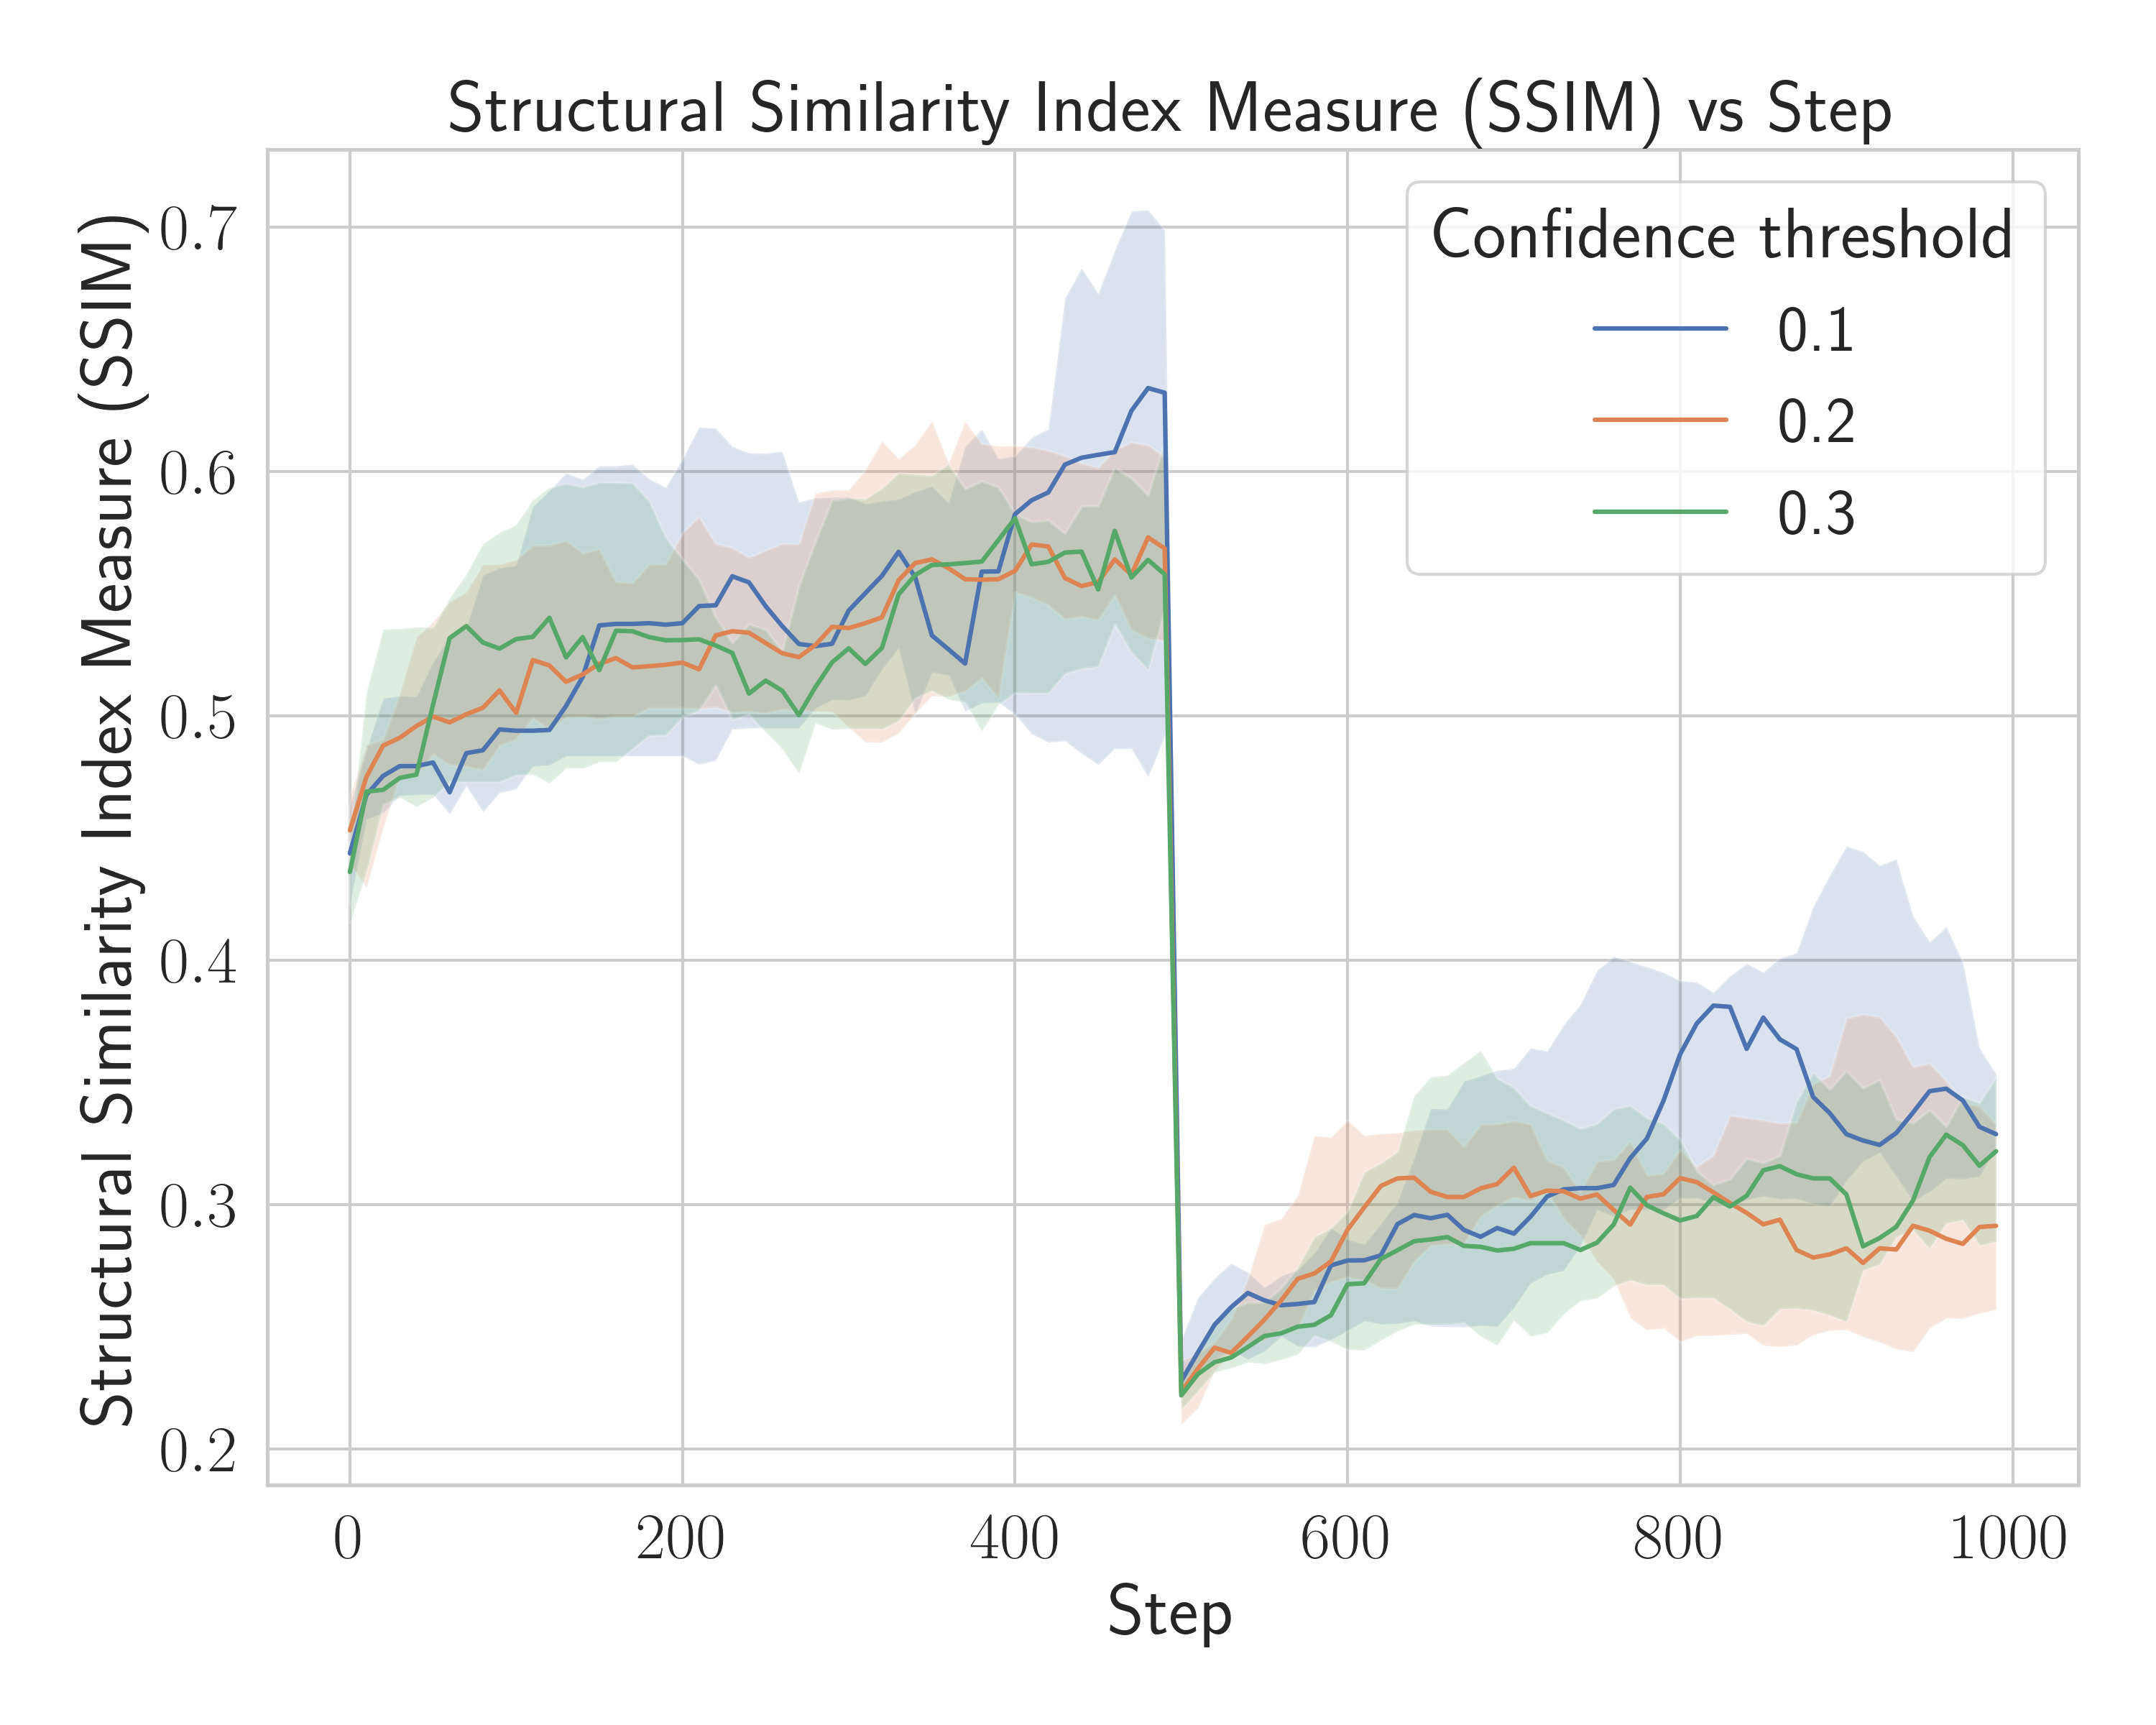 Structural Similarity Index Measure (SSIM) vs Step
Structural Similarity Index Measure (SSIM)
0.7
0.6
0.5
0.4
0.3
0.2
Confidence threshold
0.1
0.2
0.3
0 200 400 600 800 1000
Step